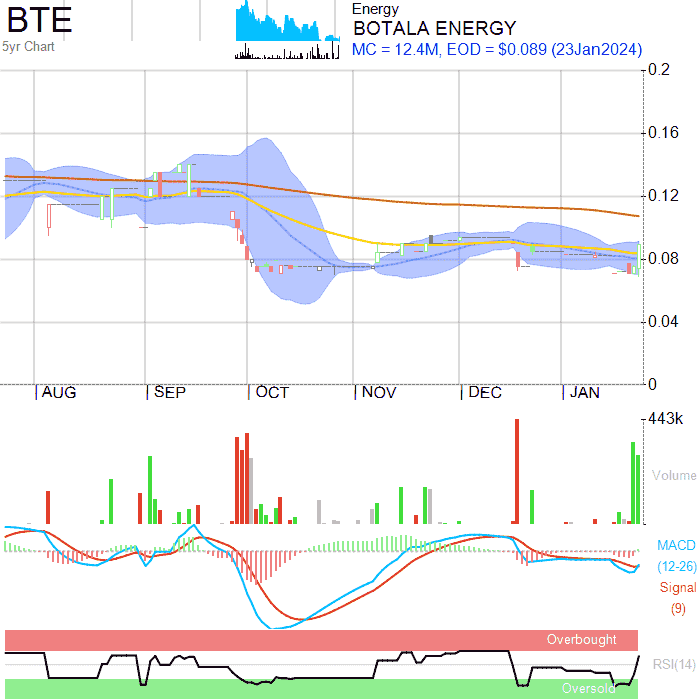 BTE
5yr Chart
Energy
BOTALA ENERGY
MC = 12.4M, EOD = $0.089 (23Jan2024)
0.2
0.16
0.12
0.08
0.04
0
AUG SEP OCT NOV DEC JAN
443k
Volume
MACD
(12-26)
Signal
(9)
Overbought
RSI(14)
Oversold